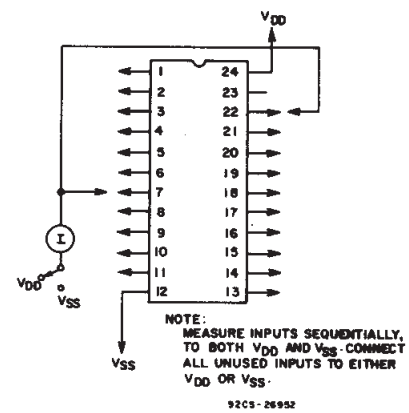 VDD
1 24
2 23
3 22
4 21
5 20
6 19
7 18
8 17
9 16
10 15
11 14
12 13
I
VDD
VSS
VSS
NOTE:
MEASURE INPUTS SEQUENTIALLY,
TO BOTH VDD AND VSS. CONNECT
ALL UNUSED INPUTS TO EITHER
VDD OR VSS.
92CS-26952